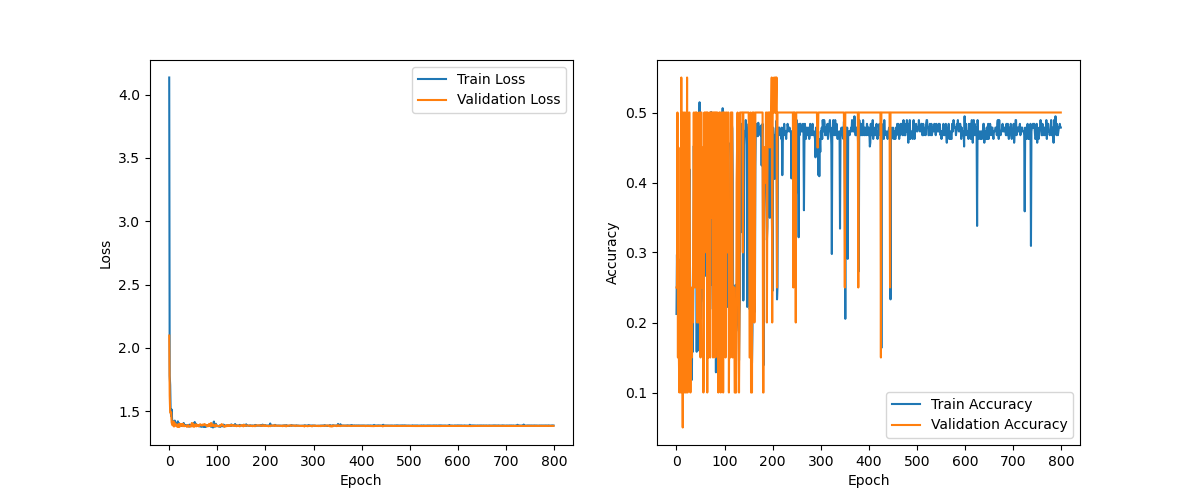 4.0
3.5
3.0
2.5
2.0
1.5
Loss
0 100 200 300 400 500 600 700 800
Epoch
Train Loss
Validation Loss
0.5
0.4
0.3
0.2
0.1
Accuracy
0 100 200 300 400 500 600 700 800
Epoch
Train Accuracy
Validation Accuracy